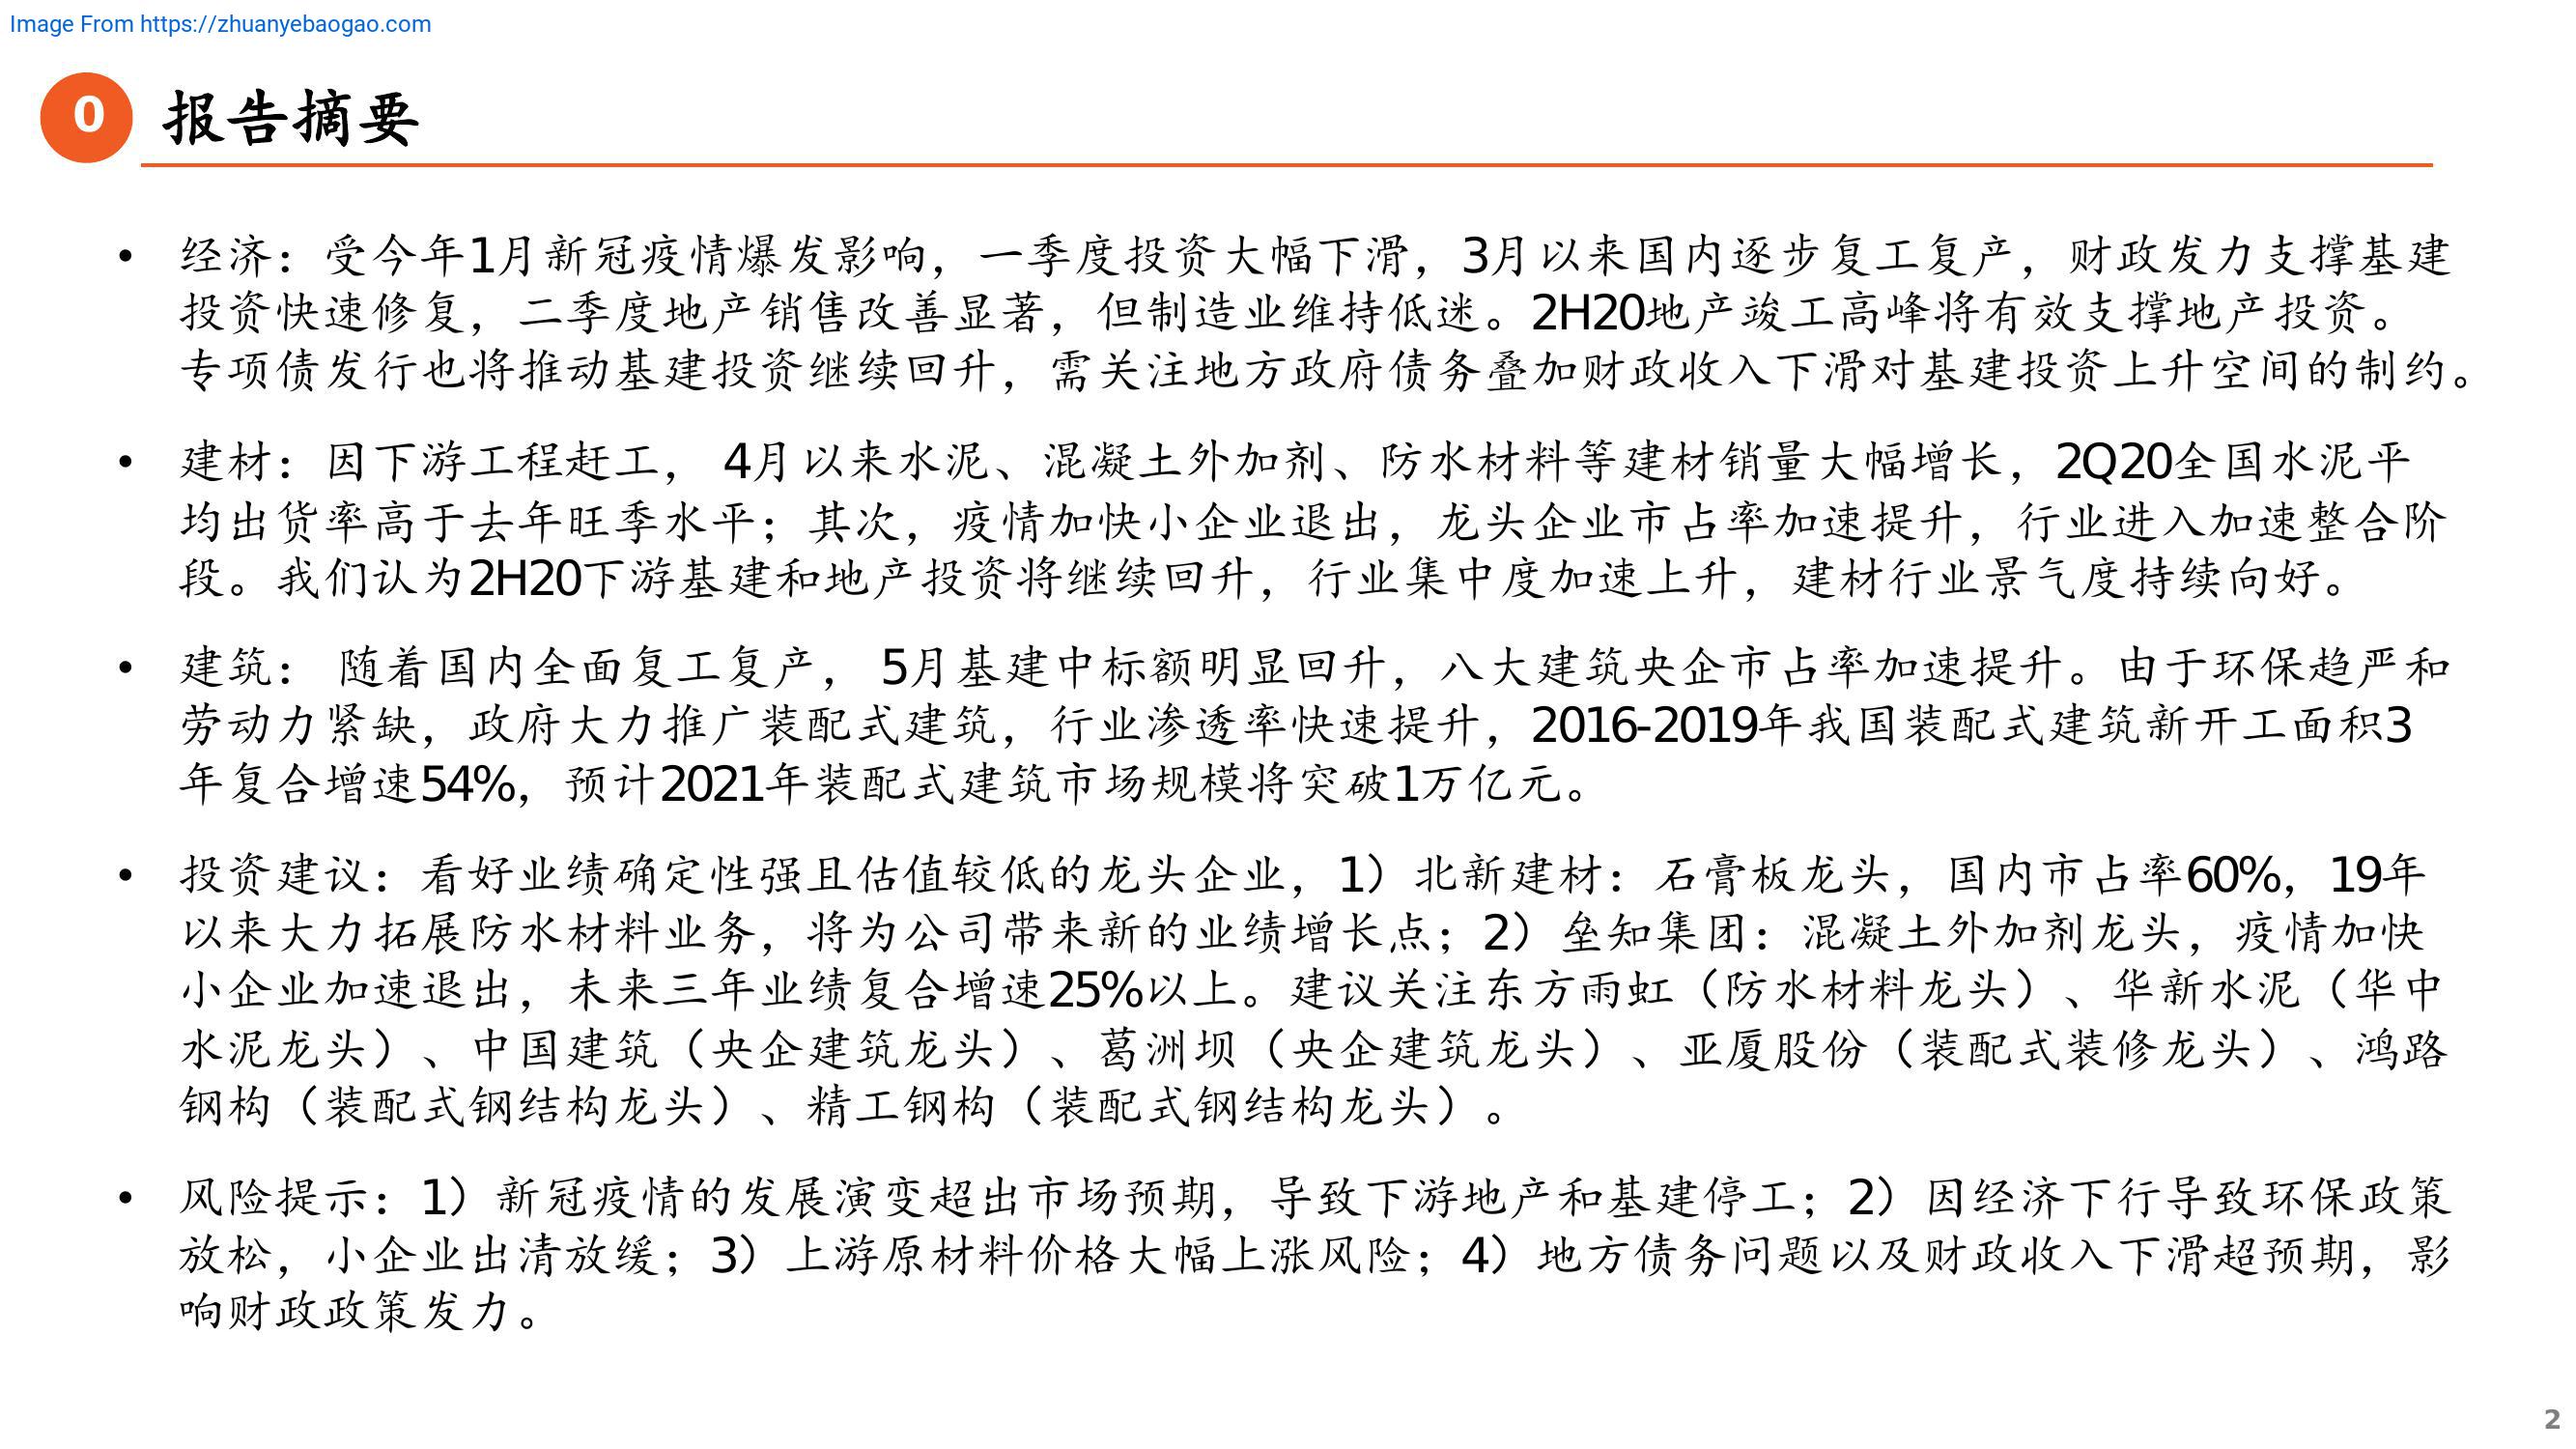 Image From https://zhuanyebaogao.com
0 报告摘要
• 经济：受今年1月新冠疫情爆发影响，一季度投资大幅下滑，3月以来国内逐步复工复产，财政发力支撑基建
投资快速修复，二季度地产销售改善显著，但制造业维持低迷。2H20地产竣工高峰将有效支撑地产投资。
专项债发行也将推动基建投资继续回升，需关注地方政府债务叠加财政收入下滑对基建投资上升空间的制约。
• 建材：因下游工程赶工， 4月以来水泥、混凝土外加剂、防水材料等建材销量大幅增长，2Q20全国水泥平
均出货率高于去年旺季水平；其次，疫情加快小企业退出，龙头企业市占率加速提升，行业进入加速整合阶
段。我们认为2H20下游基建和地产投资将继续回升，行业集中度加速上升，建材行业景气度持续向好。
• 建筑： 随着国内全面复工复产， 5月基建中标额明显回升，八大建筑央企市占率加速提升。由于环保趋严和
劳动力紧缺，政府大力推广装配式建筑，行业渗透率快速提升，2016-2019年我国装配式建筑新开工面积3
年复合增速54%，预计2021年装配式建筑市场规模将突破1万亿元。
• 投资建议：看好业绩确定性强且估值较低的龙头企业，1）北新建材：石膏板龙头，国内市占率60%，19年
以来大力拓展防水材料业务，将为公司带来新的业绩增长点；2）垒知集团：混凝土外加剂龙头，疫情加快
小企业加速退出，未来三年业绩复合增速25%以上。建议关注东方雨虹（防水材料龙头）、华新水泥（华中
水泥龙头）、中国建筑（央企建筑龙头）、葛洲坝（央企建筑龙头）、亚厦股份（装配式装修龙头）、鸿路
钢构（装配式钢结构龙头）、精工钢构（装配式钢结构龙头）。
• 风险提示：1）新冠疫情的发展演变超出市场预期，导致下游地产和基建停工；2）因经济下行导致环保政策
放松，小企业出清放缓；3）上游原材料价格大幅上涨风险；4）地方债务问题以及财政收入下滑超预期，影
响财政政策发力。
2